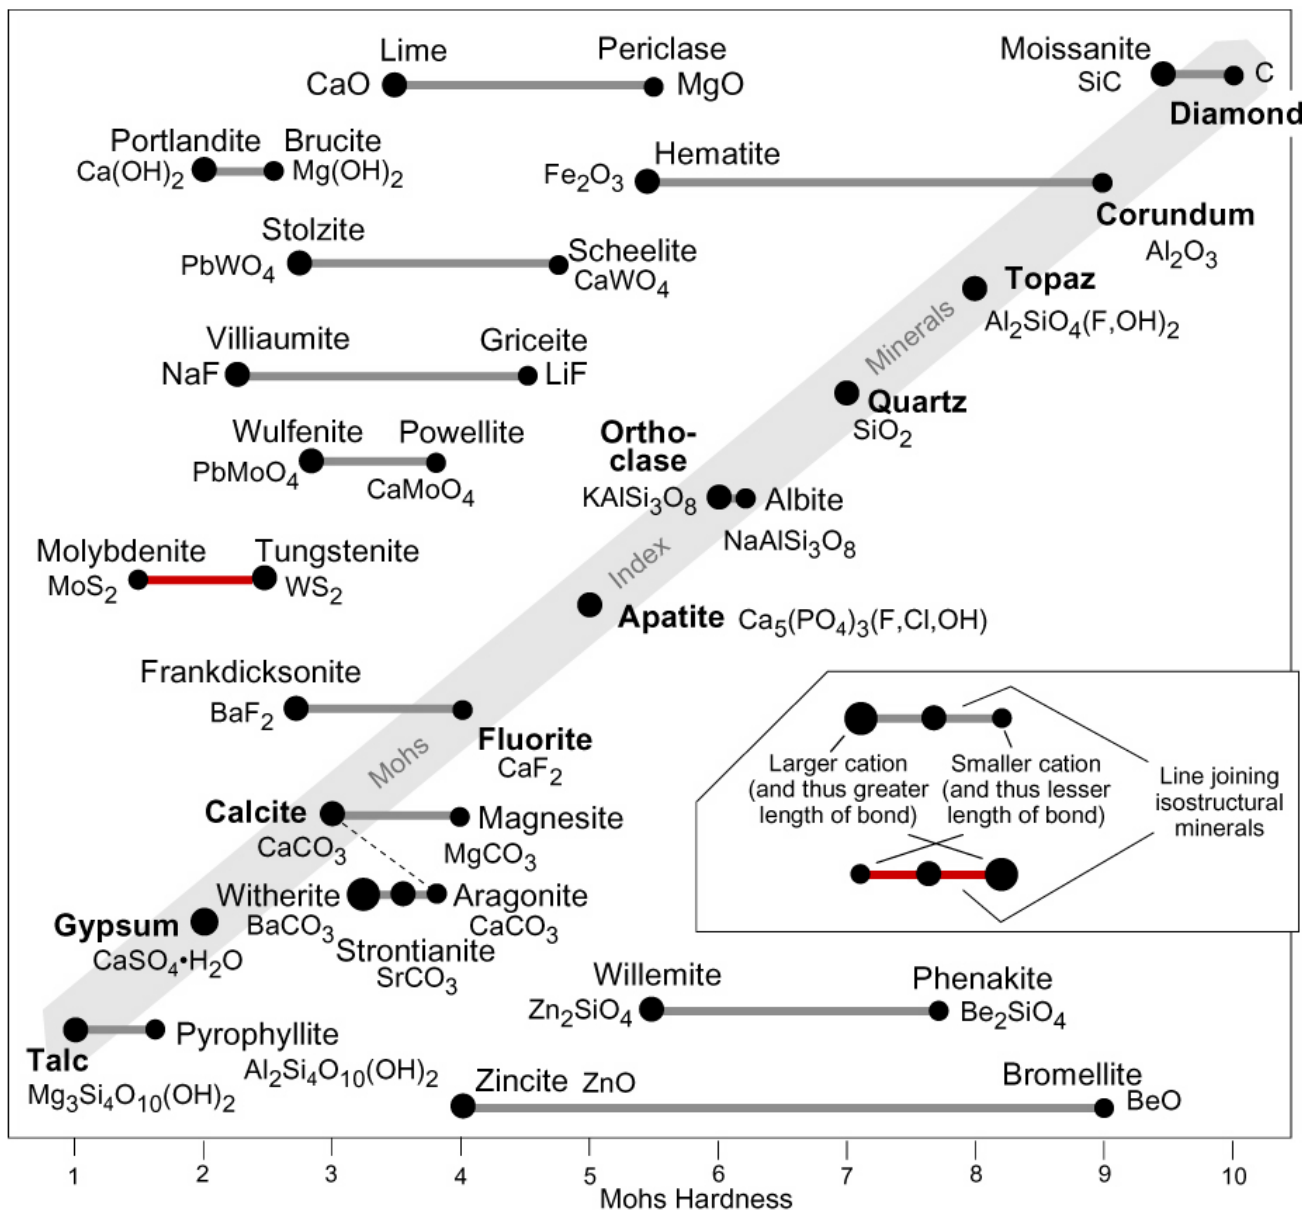 Lime
CaO
Periclase
MgO
Moissanite
SiC
C
Diamond
Portlandite
Ca(OH)2
Brucite
Mg(OH)2
Hematite
Fe2O3
Corundum
Al2O3
Stolzite
PbWO4
Scheelite
CaWO4
Topaz
Al2SiO4(F,OH)2
Villiaumite
NaF
Griceite
LiF
Minerals
Quartz
SiO2
Wulfenite
PbMoO4
Powellite
CaMoO4
Ortho-
clase
KAlSi3O8
Albite
NaAlSi3O8
Molybdenite
MoS2
Tungstenite
WS2
Index
Apatite Ca5(PO4)3(F,Cl,OH)
Frankdicksonite
BaF2
Fluorite
CaF2
Mohs
Calcite
CaCO3
Magnesite
MgCO3
Witherite
BaCO3
Strontianite
SrCO3
Aragonite
CaCO3
Gypsum
CaSO4•H2O
Larger cation
(and thus greater
length of bond)
Smaller cation
(and thus lesser
length of bond)
Line joining
isostructural
minerals
Willemite
Zn2SiO4
Phenakite
Be2SiO4
Talc
Mg3Si4O10(OH)2
Pyrophyllite
Al2Si4O10(OH)2
Zincite ZnO
Bromellite
BeO
1 2 3 4 5 6 7 8 9 10
Mohs Hardness